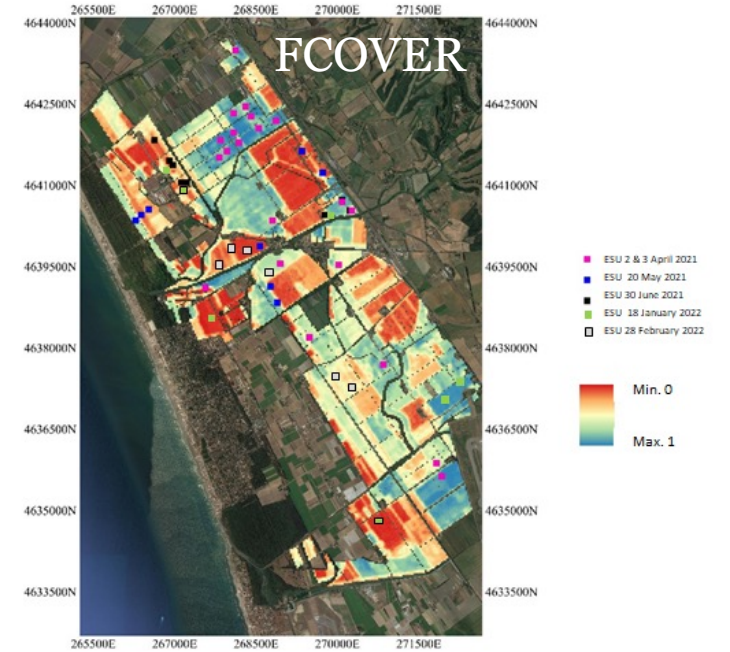 265500E 267000E 268500E 270000E 271500E
4644000N 4644000N
FCOVER
4642500N 4642500N
4641000N 4641000N
4639500N 4639500N
ESU 2 & 3 April 2021
ESU 20 May 2021
ESU 30 June 2021
ESU 18 January 2022
ESU 28 February 2022
4638000N 4638000N
Min. 0
Max. 1
4636500N 4636500N
4635000N 4635000N
4633500N 4633500N
265500E 267000E 268500E 270000E 271500E